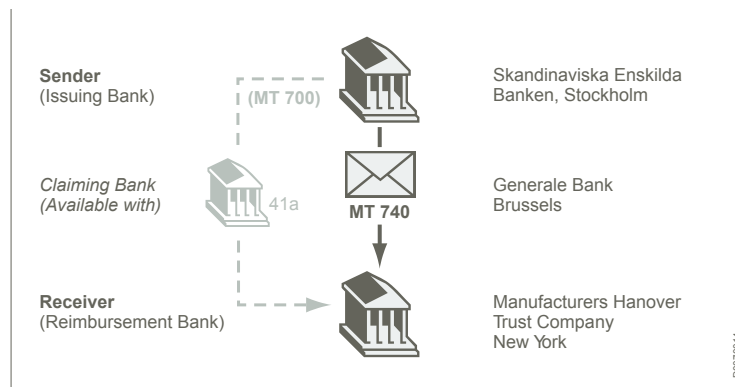 Sender
(Issuing Bank)
(MT 700)
Skandinaviska Enskilda
Banken, Stockholm
Claiming Bank
(Available with)
41a
MT 740
Generale Bank
Brussels
Receiver
(Reimbursement Bank)
Manufacturers Hanover
Trust Company
New York